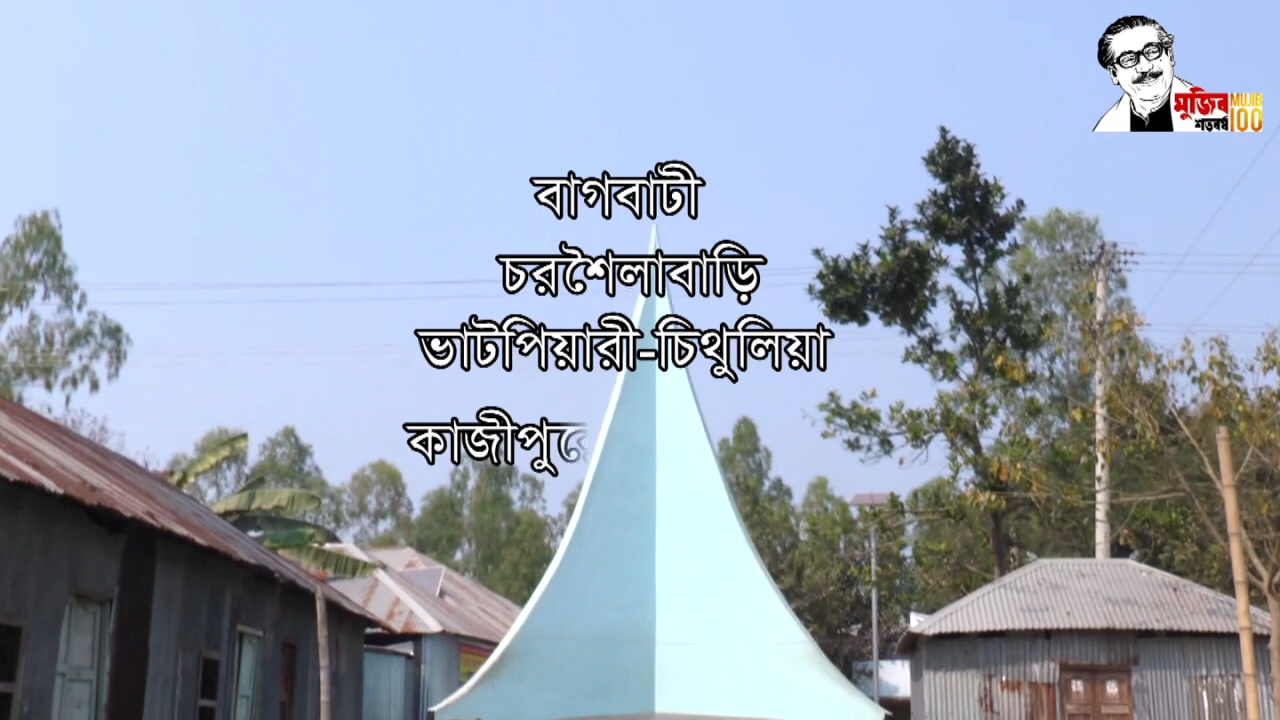 বাগবাটী
চরশৈলাবাড়ি
ভাটপিয়ারী-চিথুলিয়া
কাজীপুরে
মুজিব
শতবর্ষ
MUJIB
100